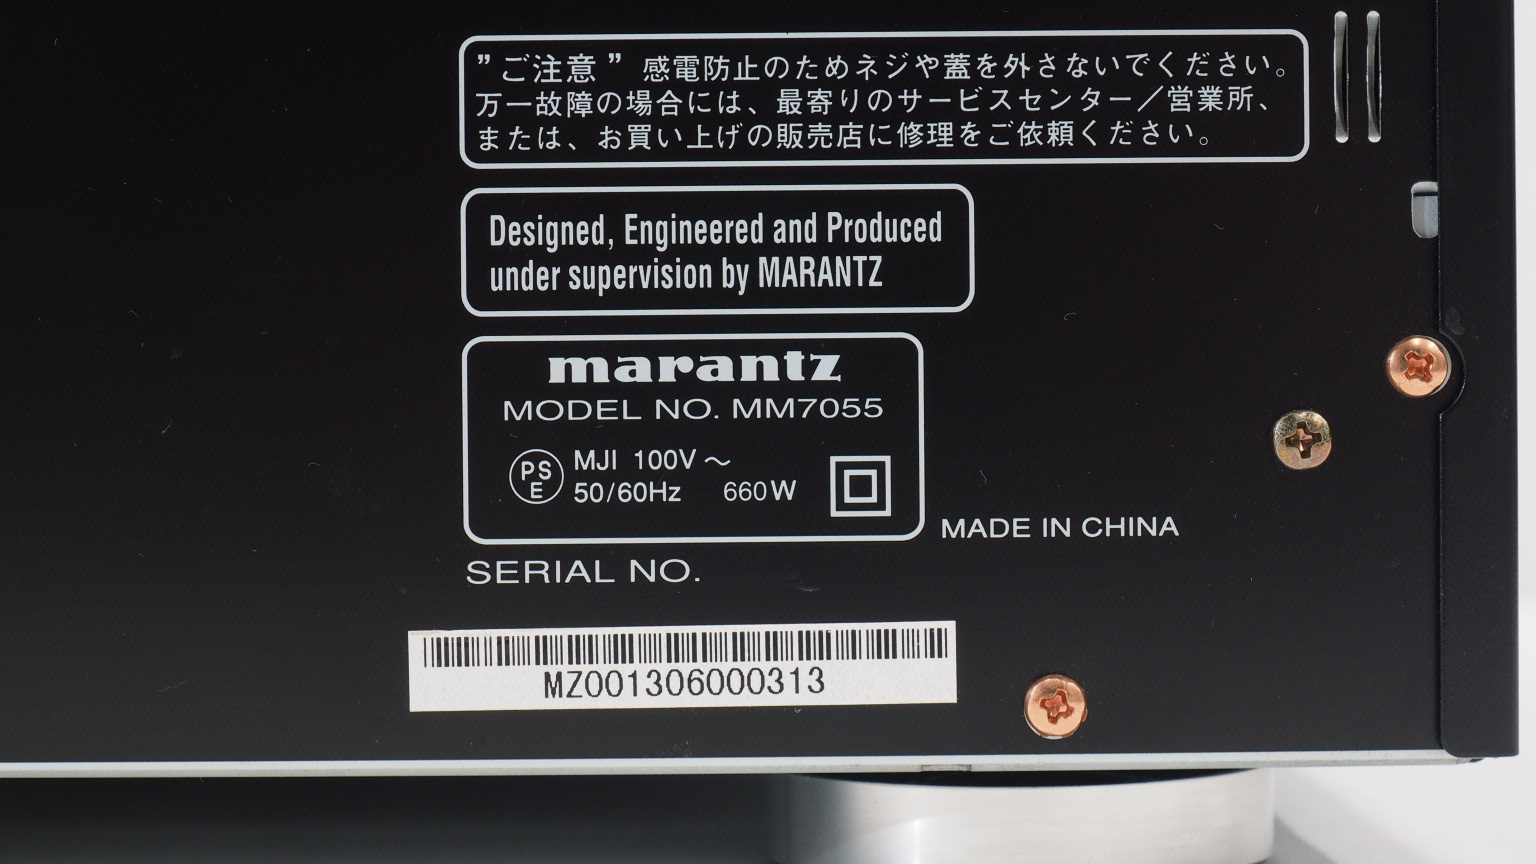 ”ご注意” 感電防止のためネジや蓋を外さないでください。
万一故障の場合には、最寄りのサービスセンター／営業所、
または、お買い上げの販売店に修理をご依頼ください。
Designed, Engineered and Produced
under supervision by MARANTZ
marantz
MODEL NO. MM7055
PS
E
MJI 100V～
50/60Hz 660W
MADE IN CHINA
SERIAL NO.
MZ001306000313